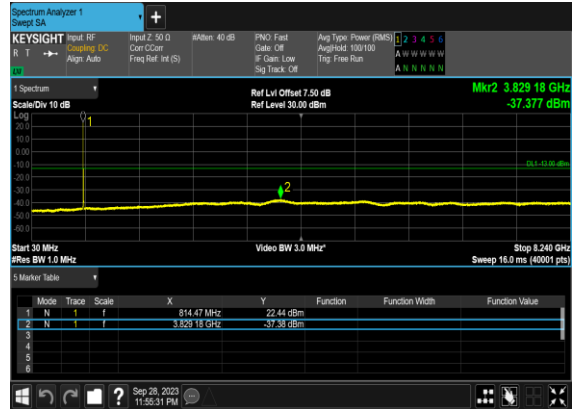 Spectrum Analyzer 1
Swept SA
+
KEYSIGHT Input: RF Input Z: 50 Ω #Atten: 40 dB PNO: Fast Avg Type: Power (RMS) 1 2 3 4 5 6
R T Coupling: DC Corr CCorr Gate: Off Avg|Hold: 100/100 A W W W W W
Align: Auto Freq Ref: Int (S) IF Gain: Low Trig: Free Run
Sig Track: Off A N N N N N
1 Spectrum Ref Lvl Offset 7.50 dB Mkr2 3.829 18 GHz
Scale/Div 10 dB Ref Level 30.00 dBm -37.377 dBm
Log
1
20.0
10.0
0.00
-10.0 DL1 -13.00 dBm
-20.0
-30.0 2
-40.0
-50.0
-60.0
Start 30 MHz Video BW 3.0 MHz* Stop 8.240 GHz
#Res BW 1.0 MHz Sweep 16.0 ms (40001 pts)
5 Marker Table
Mode Trace Scale X Y Function Function Width Function Value
1 N 1 f 814.47 MHz 22.44 dBm
2 N 1 f 3.829 18 GHz -37.38 dBm
3
4
5
6
? Sep 28, 2023
11:55:31 PM